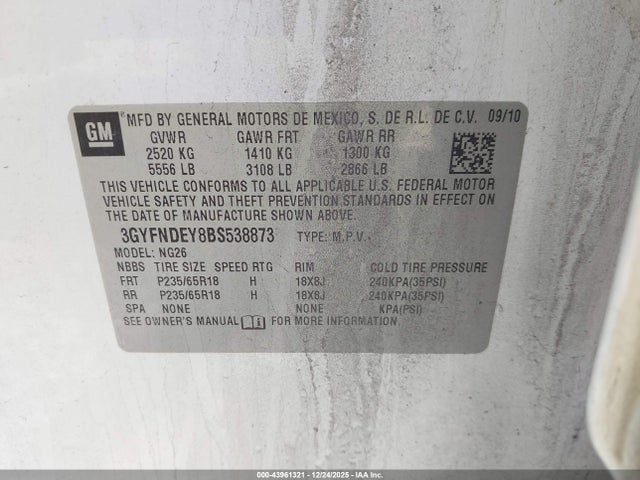 GM
® MFD BY GENERAL MOTORS DE MEXICO, S. DE R.L. DE C.V. 09/10
GVWR GAWR FRT GAWR RR
2520 KG 1410 KG 1300 KG
5556 LB 3108 LB 2866 LB
THIS VEHICLE CONFORMS TO ALL APPLICABLE U.S. FEDERAL MOTOR
VEHICLE SAFETY AND THEFT PREVENTION STANDARDS IN EFFECT ON
THE DATE OF MANUFACTURE SHOWN ABOVE.
3GYFNDEY8BS538873 TYPE: M.P.V.
MODEL: NG26
NBBS TIRE SIZE SPEED RTG RIM COLD TIRE PRESSURE
FRT P235/65R18 H 18X8J 240KPA(35PSI)
RR P235/65R18 H 18X8J 240KPA(35PSI)
SPA NONE NONE KPA(PSI)
SEE OWNER'S MANUAL FOR MORE INFORMATION.
000-43961321 - 12/24/2025 - IAA Inc.